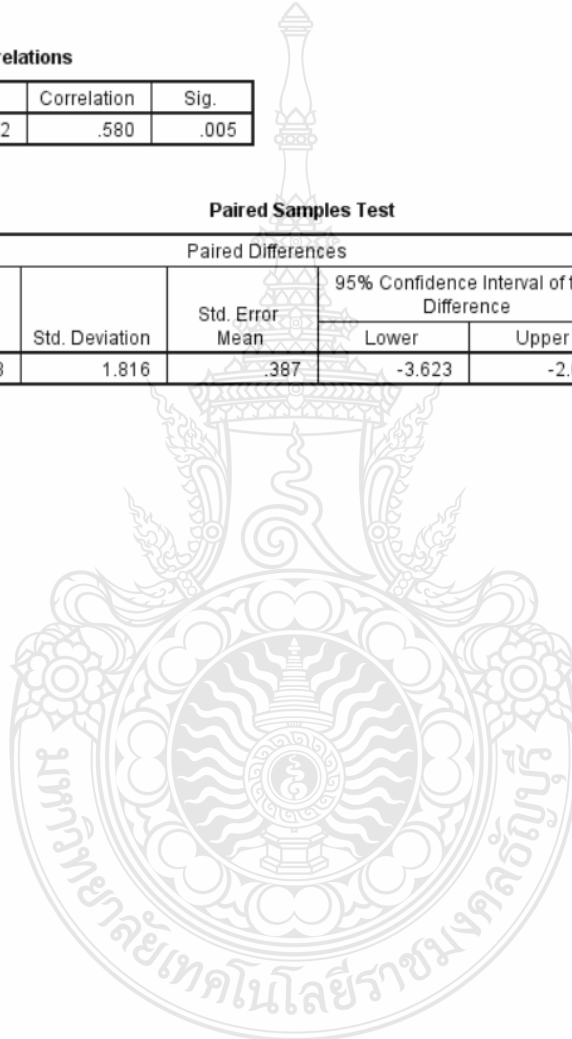 relations
Correlation Sig.
2 .580 .005
Paired Samples Test
Paired Differences
95% Confidence Interval of
Difference
Std. Error
Mean
Std. Deviation
Lower Upper
1.816 .387 -3.623 -2.
มหาวิทยาลัยเทคโนโลยีราชมงคลธัญบุรี